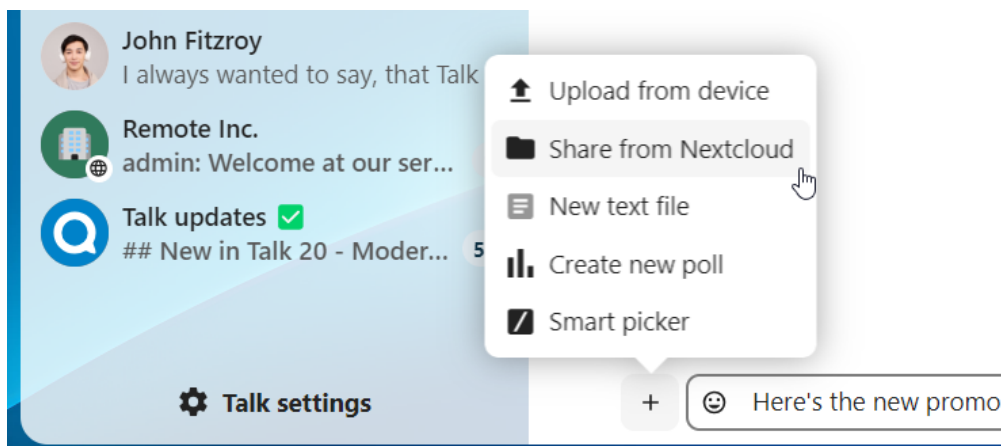 John Fitzroy
I always wanted to say, that Talk
Remote Inc.
admin: Welcome at our ser...
Talk updates ✅
## New in Talk 20 - Moder... 5
Talk settings
Upload from device
Share from Nextcloud
New text file
Create new poll
Smart picker
+
Here's the new promo